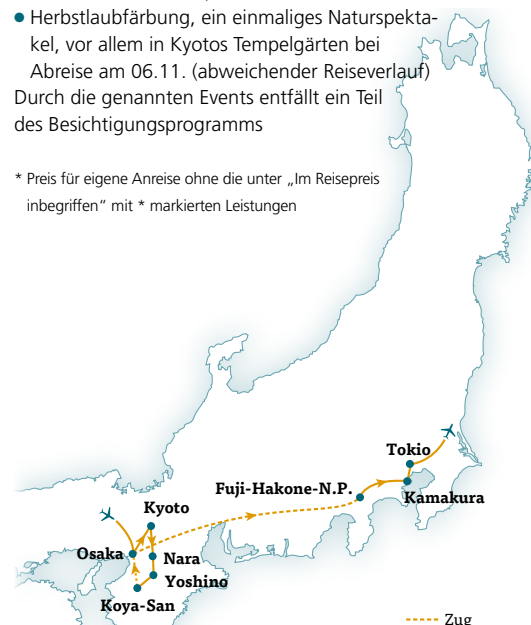 ● Herbstlaubfärbung, ein einmaliges Naturspekta-
kel, vor allem in Kyotos Tempelgärten bei
Abreise am 06.11. (abweichender Reiseverlauf)
Durch die genannten Events entfällt ein Teil
des Besichtigungsprogramms
* Preis für eigene Anreise ohne die unter „Im Reisepreis
inbegriffen“ mit * markierten Leistungen
Tokio
Fuji-Hakone-N.P.
Kamakura
Kyoto
Osaka
Nara
Yoshino
Koya-San
Zug